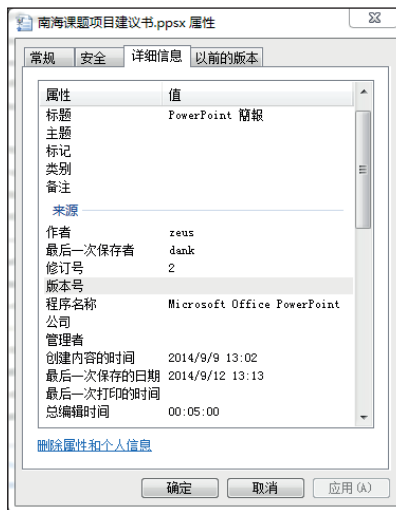 南海课题项目建议书.ppsx 属性
常规 安全 详细信息 以前的版本
属性 值
标题 PowerPoint 簡報
主题
标记
类别
备注
来源
作者 zeus
最后一次保存者 dank
修订号 2
版本号
程序名称 Microsoft Office PowerPoint
公司
管理者
创建内容的时间 2014/9/9 13:02
最后一次保存的日期 2014/9/12 13:13
最后一次打印的时间
总编辑时间 00:05:00
删除属性和个人信息
确定 取消 应用(A)